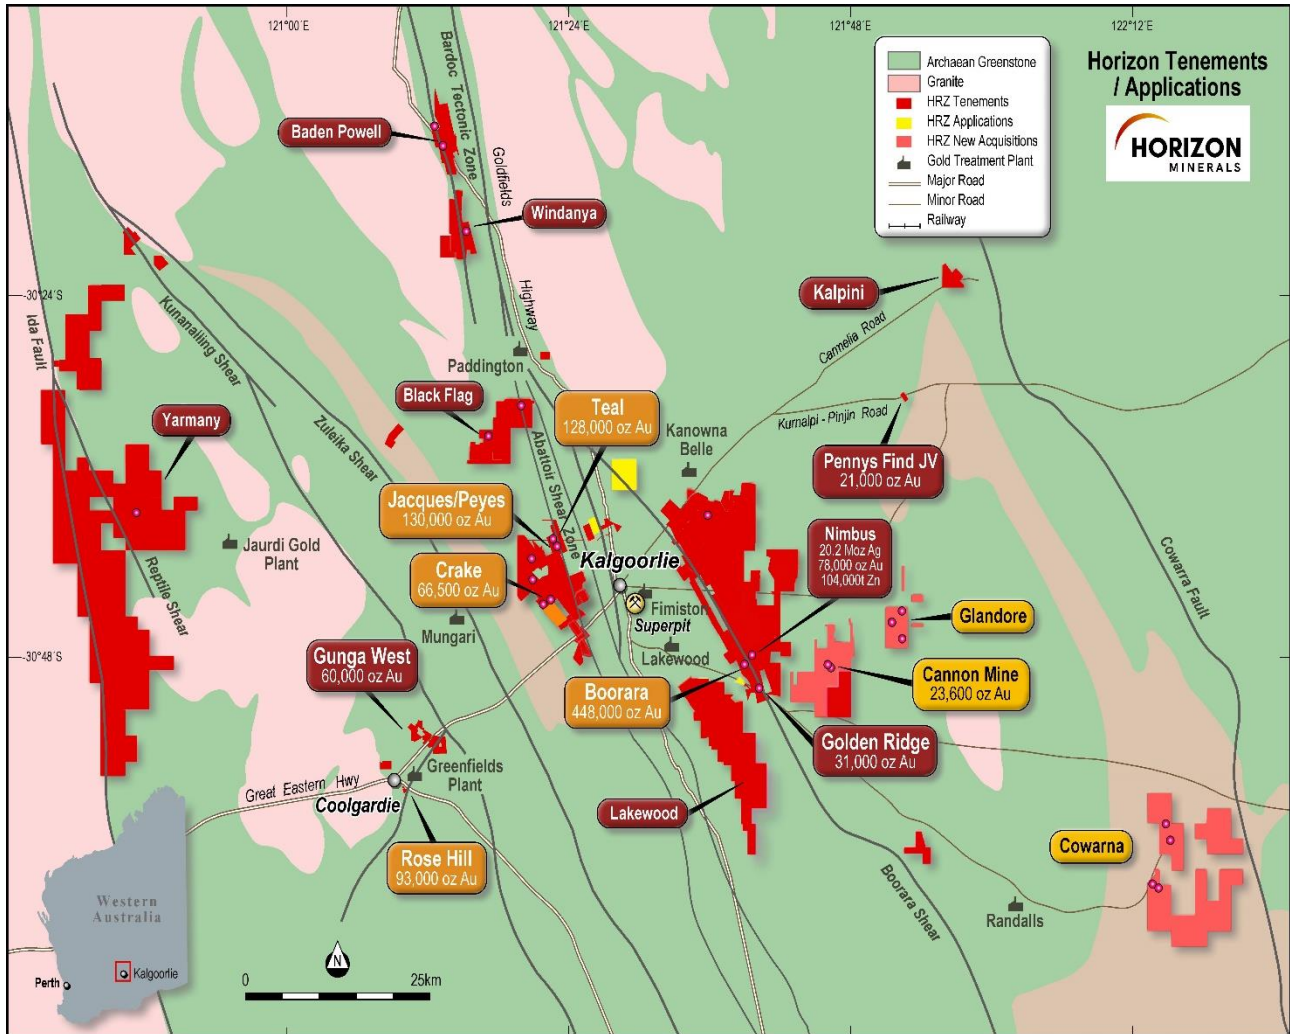 121°00´E
121°24´E
121°48´E
122°12´E
Archaean Greenstone
Granite
HRZ Tenements
HRZ Applications
HRZ New Acquisitions
Gold Treatment Plant
Major Road
Minor Road
Railway
Horizon Tenements
/ Applications
HORIZON
MINERALS
Bardoc Tectonic Zone
Baden Powell
Goldfields
Highway
Windanya
-30°24´S
Ida Fault
Kunanalling Shear
Kalpini
Carmelia Road
Paddington
Black Flag
Teal
128,000 oz Au
Kanowna
Belle
Kurnalpi - Pinjin Road
Yarmany
Zuleika Shear
Abattoir Shear Zone
Pennys Find JV
21,000 oz Au
Jacques/Peyes
130,000 oz Au
Jaurdi Gold
Plant
Reptile Shear
Crake
66,500 oz Au
Kalgoorlie
Nimbus
20.2 Moz Ag
78,000 oz Au
104,000t Zn
Cowarra Fault
Mungari
Fimiston
Superpit
Lakewood
Glandore
-30°48´S
Gunga West
60,000 oz Au
Boorara
448,000 oz Au
Cannon Mine
23,600 oz Au
Golden Ridge
31,000 oz Au
Great Eastern Hwy
Greenfields
Plant
Coolgardie
Lakewood
Rose Hill
93,000 oz Au
Cowarna
Boorara Shear
Randalls
Western
Australia
Perth
Kalgoorlie
N
0
25km